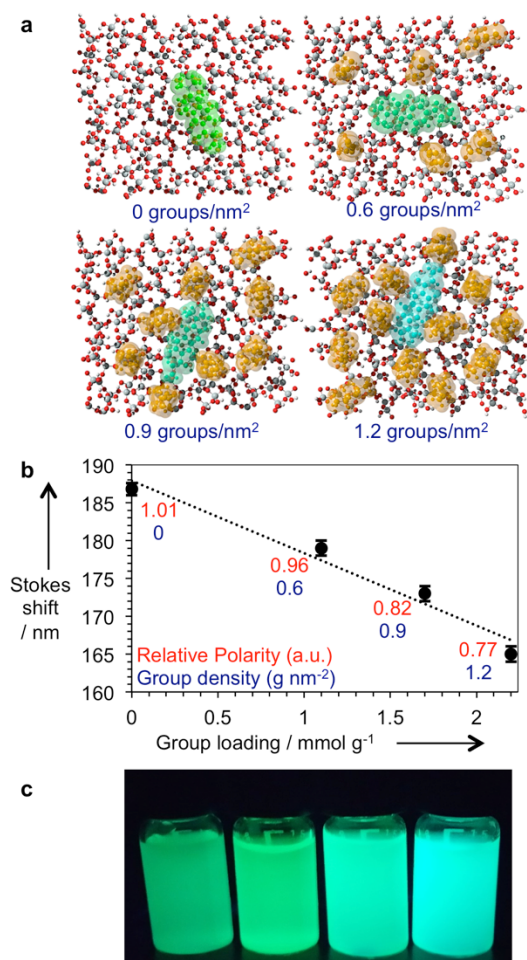 a
0 groups/nm²
0.6 groups/nm²
0.9 groups/nm²
1.2 groups/nm²
b
190
185
180
175
170
165
160
Stokes
shift
/ nm
1.01
0
0.96
0.6
0.82
0.9
0.77
1.2
Relative Polarity (a.u.)
Group density (g nm⁻²)
0
0.5
1
1.5
2
Group loading / mmol g⁻¹
c